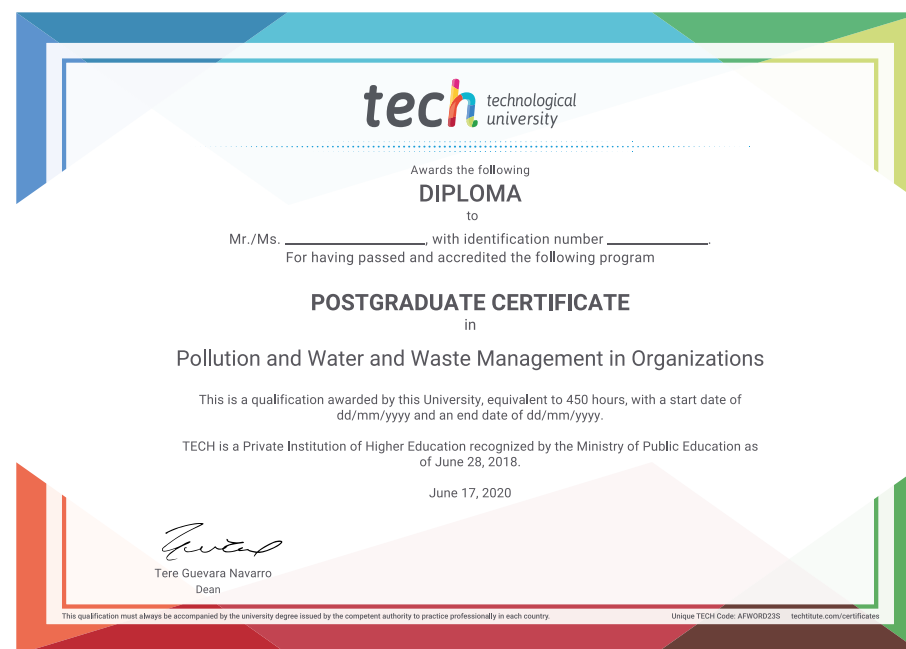 tech technological
university
Awards the following
DIPLOMA
to
Mr./Ms. ____________, with identification number ____________.
For having passed and accredited the following program
POSTGRADUATE CERTIFICATE
in
Pollution and Water and Waste Management in Organizations
This is a qualification awarded by this University, equivalent to 450 hours, with a start date of
dd/mm/yyyy and an end date of dd/mm/yyyy.
TECH is a Private Institution of Higher Education recognized by the Ministry of Public Education as
of June 28, 2018.
June 17, 2020
Tere Guevara Navarro
Dean
This qualification must always be accompanied by the university degree issued by the competent authority to practice professionally in each country.
Unique TECH Code: AFWORD23S techtitute.com/certificates